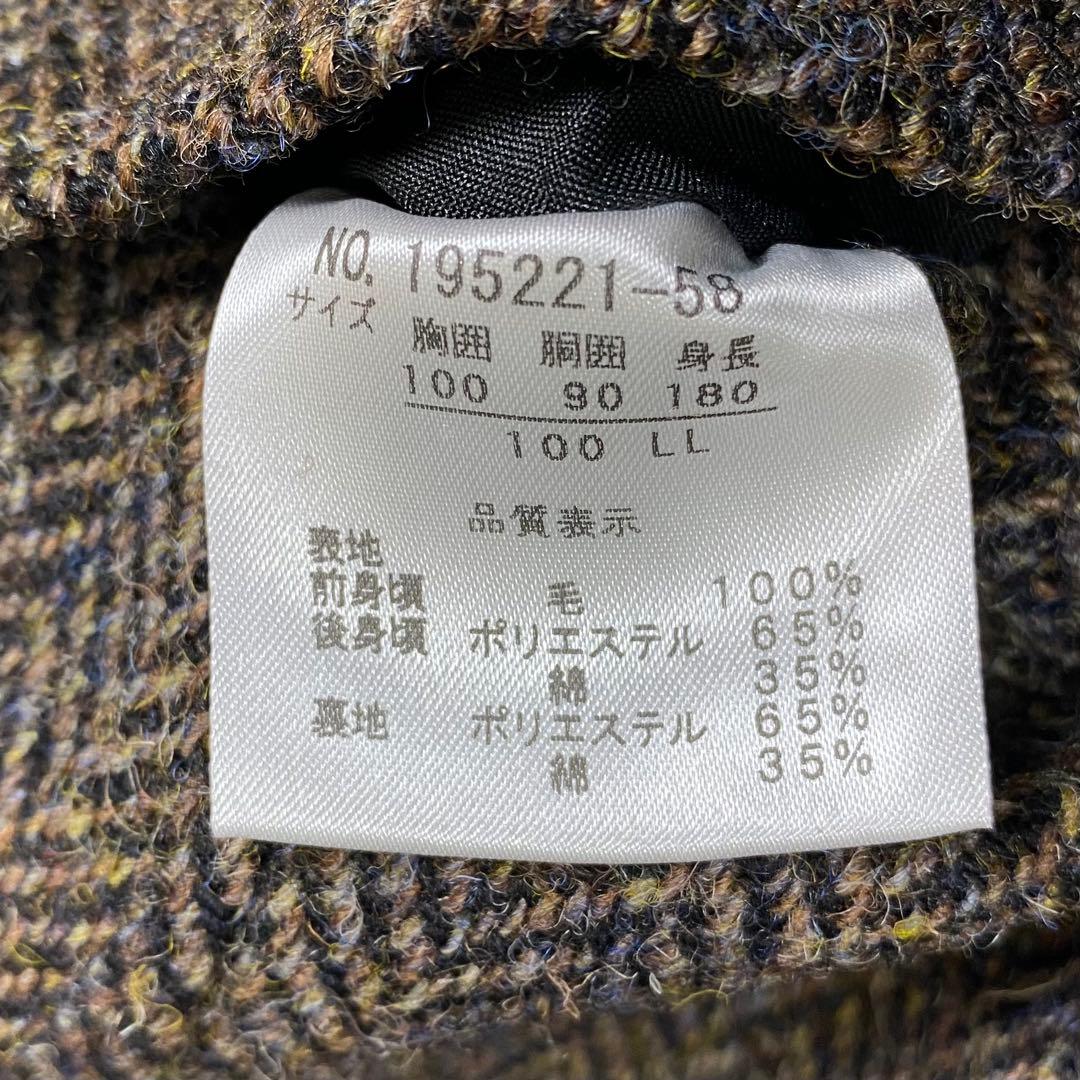 NO. 195221-58
サイズ
胸囲 胴囲 身長
100 90 180
100 LL
品質表示
表地
前身頃 毛 100%
後身頃 ポリエステル 65%
綿 35%
裏地 ポリエステル 65%
綿 35%